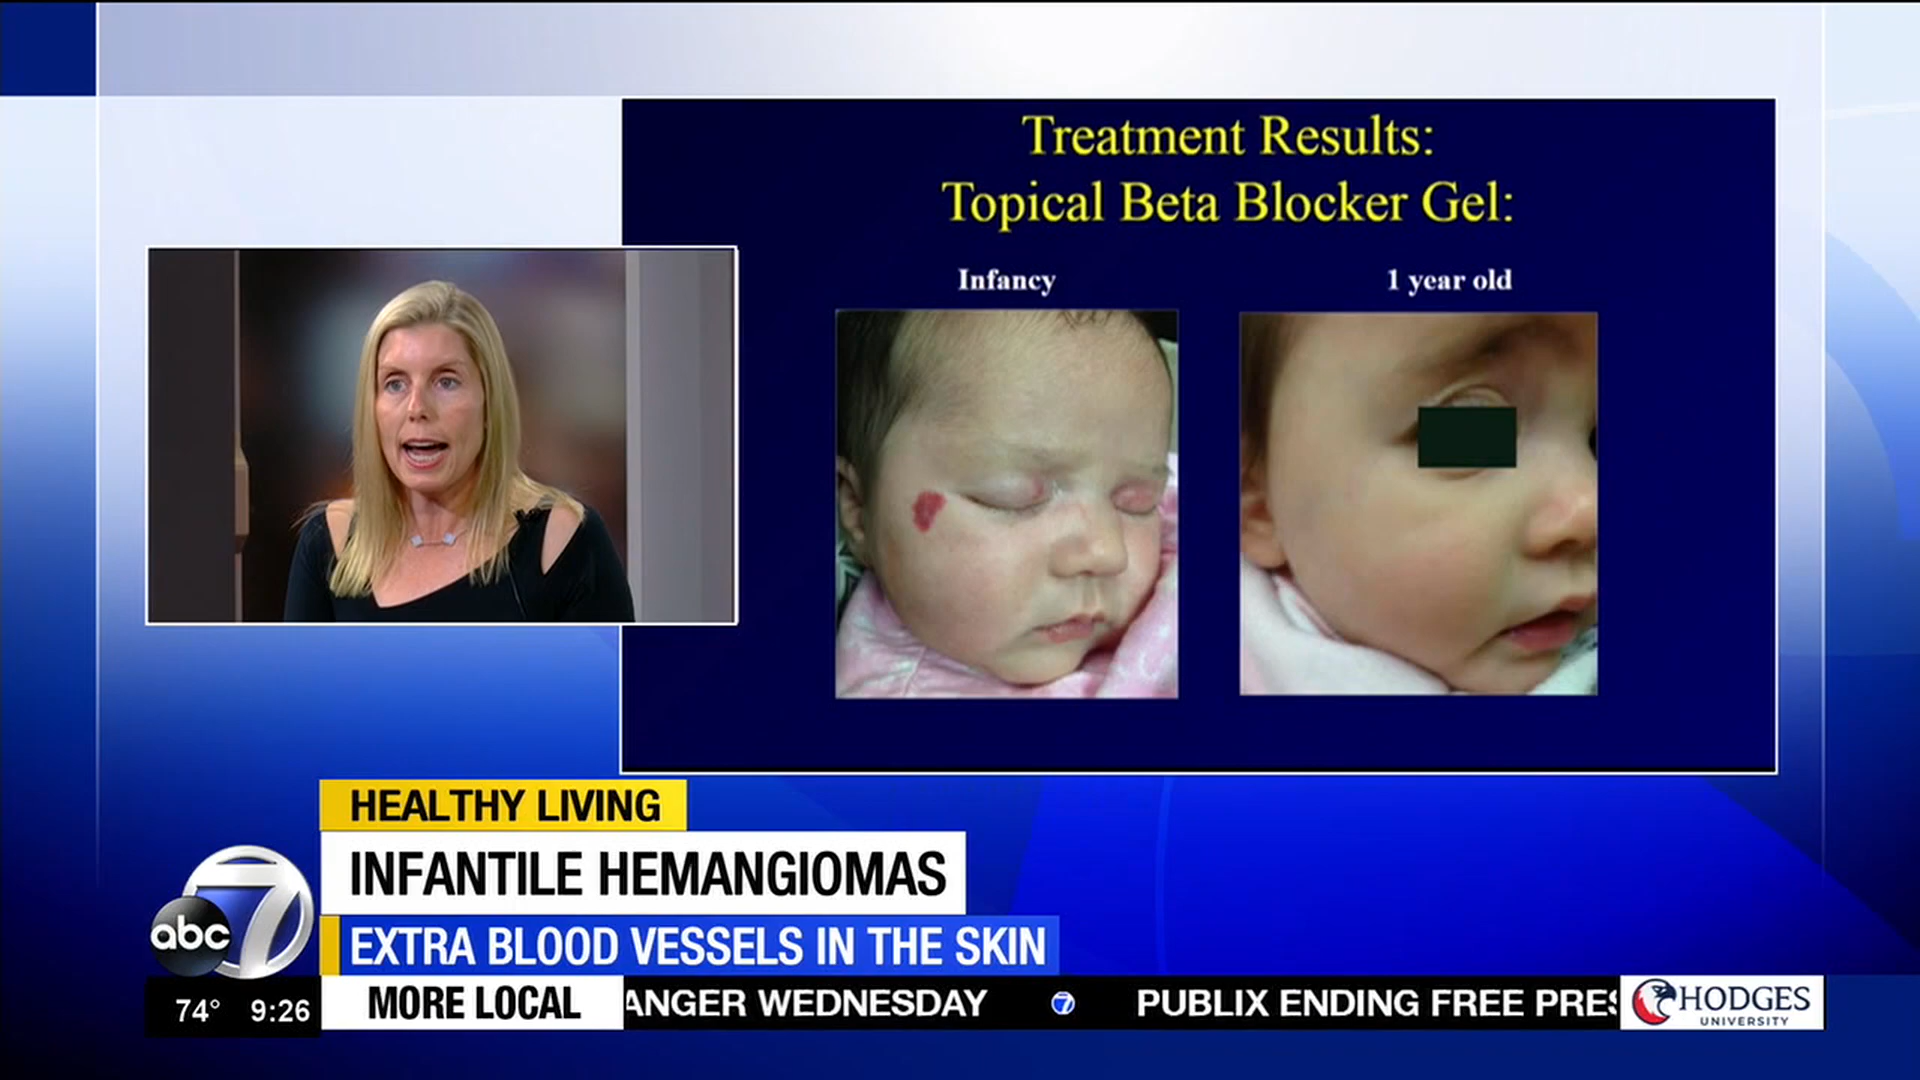 Treatment Results:
Topical Beta Blocker Gel:
Infancy
1 year old
HEALTHY LIVING
INFANTILE HEMANGIOMAS
abc 7
EXTRA BLOOD VESSELS IN THE SKIN
74° 9:26
MORE LOCAL
ANGER WEDNESDAY 7 PUBLIX ENDING FREE PRES
HODGES
UNIVERSITY